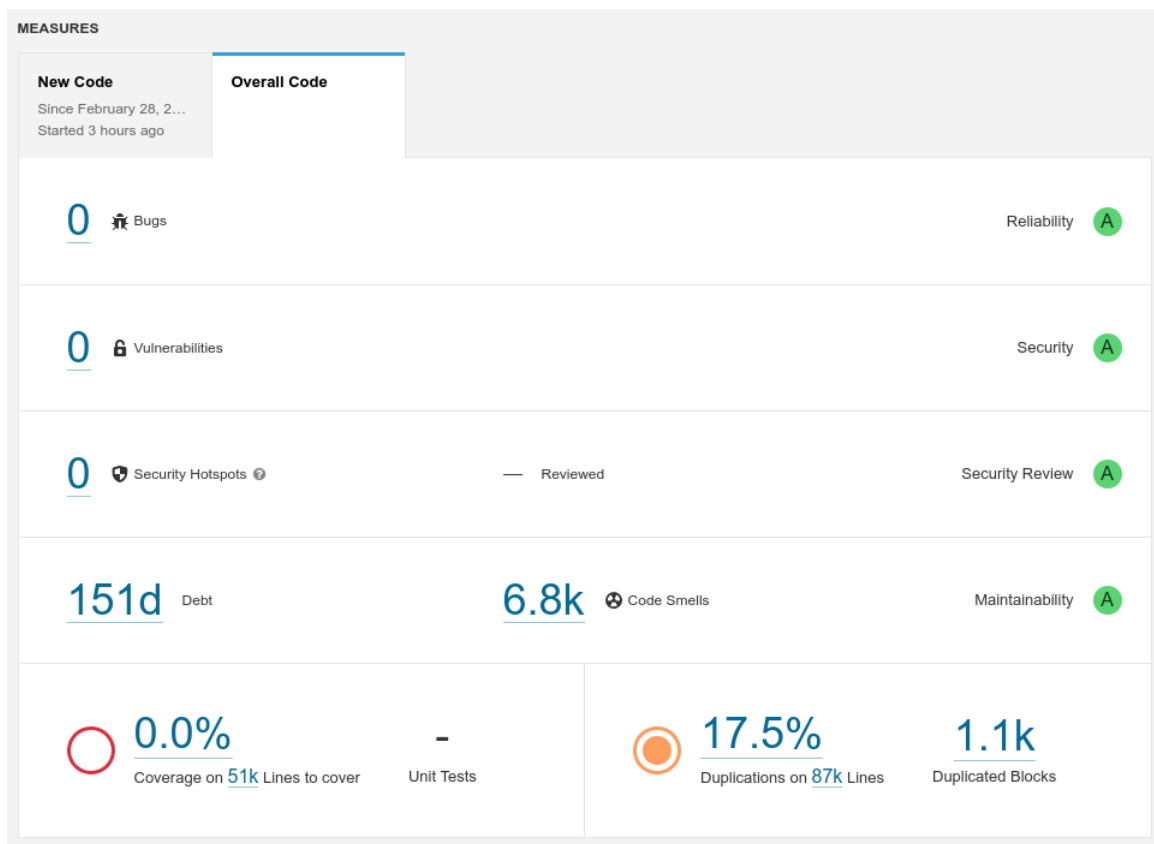 MEASURES
New Code
Since February 28, 2...
Started 3 hours ago
Overall Code
0 Bugs Reliability A
0 Vulnerabilities Security A
0 Security Hotspots ? — Reviewed Security Review A
151d Debt 6.8k Code Smells Maintainability A
0.0% - 17.5% 1.1k
Coverage on 51k Lines to cover Unit Tests Duplications on 87k Lines Duplicated Blocks